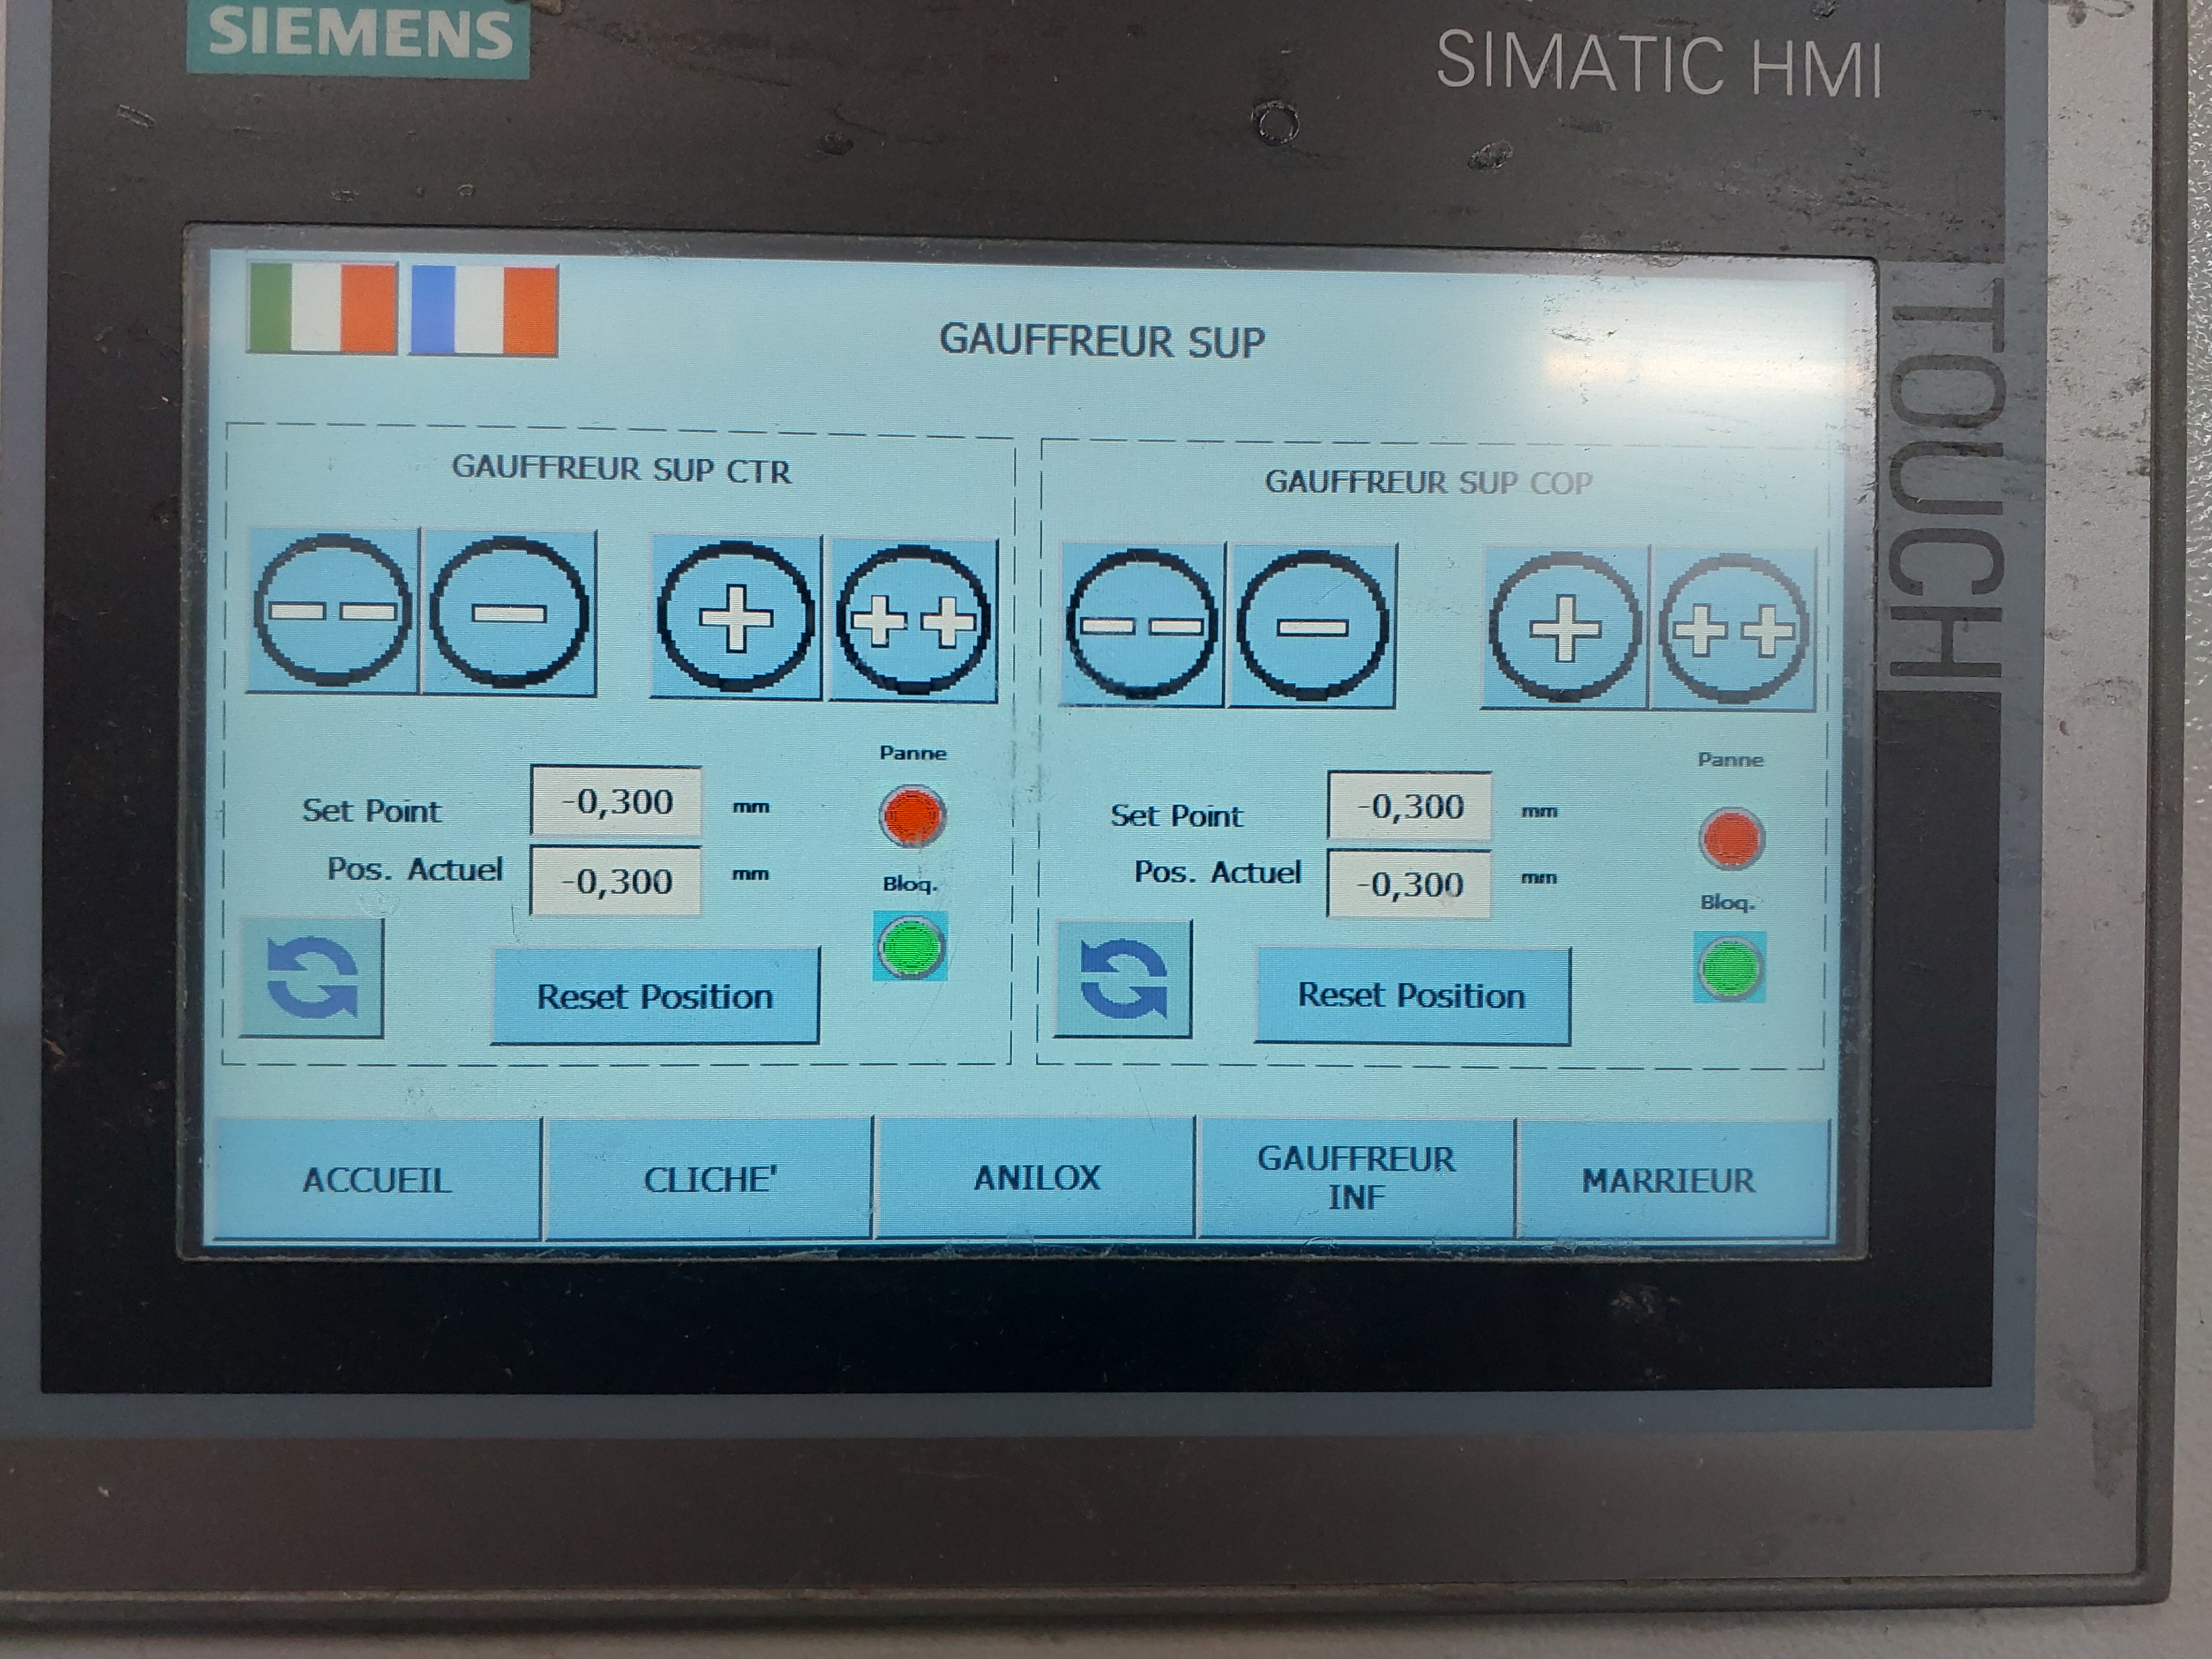 SIEMENS
SIMATIC HMI
TOUCH
GAUFFREUR SUP
GAUFFREUR SUP CTR
Panne
Set Point -0,300 mm
Pos. Actuel -0,300 mm
Bloq.
Reset Position
GAUFFREUR SUP COP
Panne
Set Point -0,300 mm
Pos. Actuel -0,300 mm
Bloq.
Reset Position
ACCUEIL
CLICHE'
ANILOX
GAUFFREUR
INF
MARRIEUR